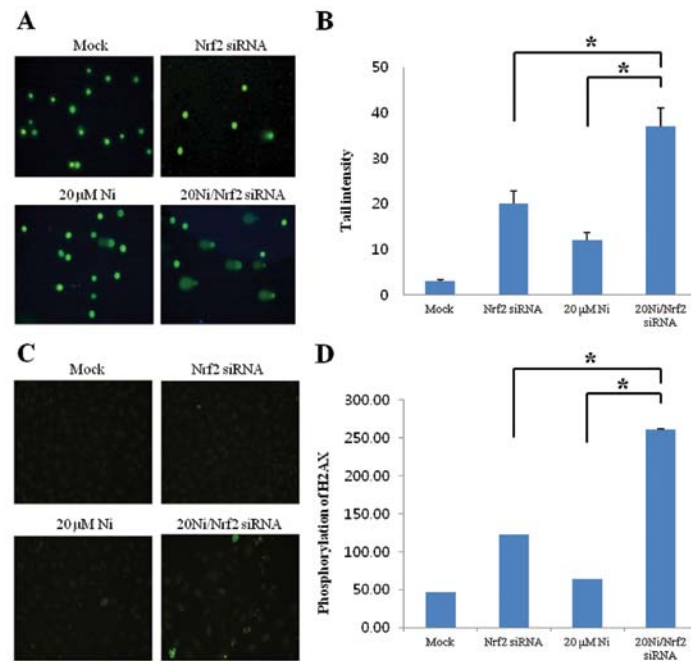 A
Mock
Nrf2 siRNA
20 µM Ni
20Ni/Nrf2 siRNA
B
*
*
Tail intensity
50
40
30
20
10
0
Mock
Nrf2 siRNA
20 µM Ni
20Ni/Nrf2
siRNA
C
Mock
Nrf2 siRNA
20 µM Ni
20Ni/Nrf2 siRNA
D
*
*
Phosphorylation of H2AX
300.00
250.00
200.00
150.00
100.00
50.00
0.00
Mock
Nrf2 siRNA
20 µM Ni
20Ni/Nrf2
siRNA